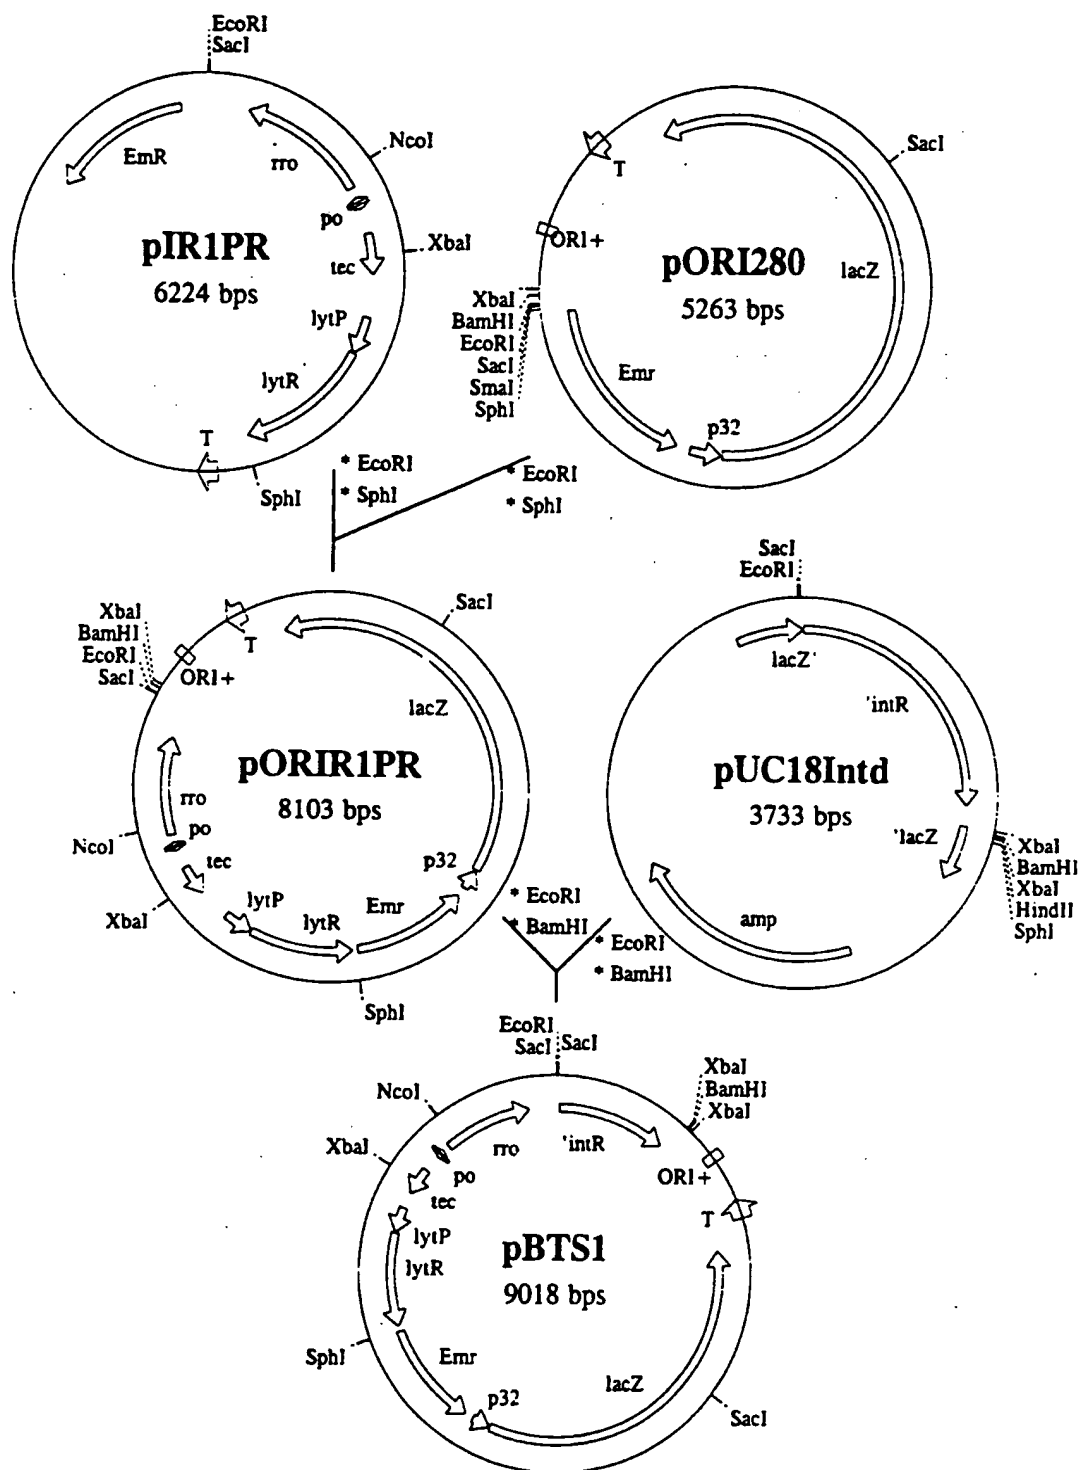 EcoRI
SacI
EmR
rro
NcoI
po
XbaI
tec
pIR1PR
6224 bps
lytP
lytR
T
SphI
T
ORI+
SacI
pORI280
5263 bps
lacZ
XbaI
BamHI
EcoRI
SacI
SmaI
SphI
Emr
p32
* EcoRI
* SphI
* EcoRI
* SphI
XbaI
BamHI
EcoRI
SacI
ORI+
T
SacI
lacZ
pORIR1PR
8103 bps
rro
po
NcoI
tec
XbaI
lytP
lytR
Emr
p32
SphI
SacI
EcoRI
lacZ'
'intR
pUC18Intd
3733 bps
'lacZ
XbaI
BamHI
XbaI
HindII
SphI
amp
* EcoRI
* BamHI
* EcoRI
* BamHI
EcoRI
SacI
SacI
NcoI
XbaI
BamHI
XbaI
XbaI
rro
'intR
po
ORI+
tec
T
lytP
lytR
pBTS1
9018 bps
SphI
Emr
p32
lacZ
SacI